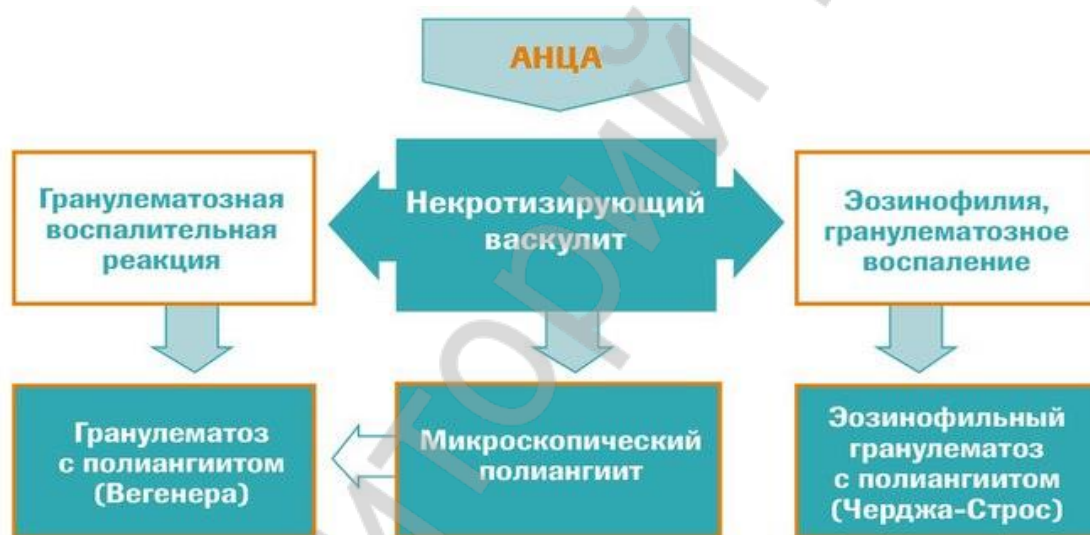 АНЦА
Гранулематозная
воспалительная
реакция
Некротизирующий
васкулит
Эозинофилия,
гранулематозное
воспаление
Гранулематоз
с полиангиитом
(Вегенера)
Микроскопический
полиангиит
Эозинофильный
гранулематоз
с полиангиитом
(Черджа-Строс)